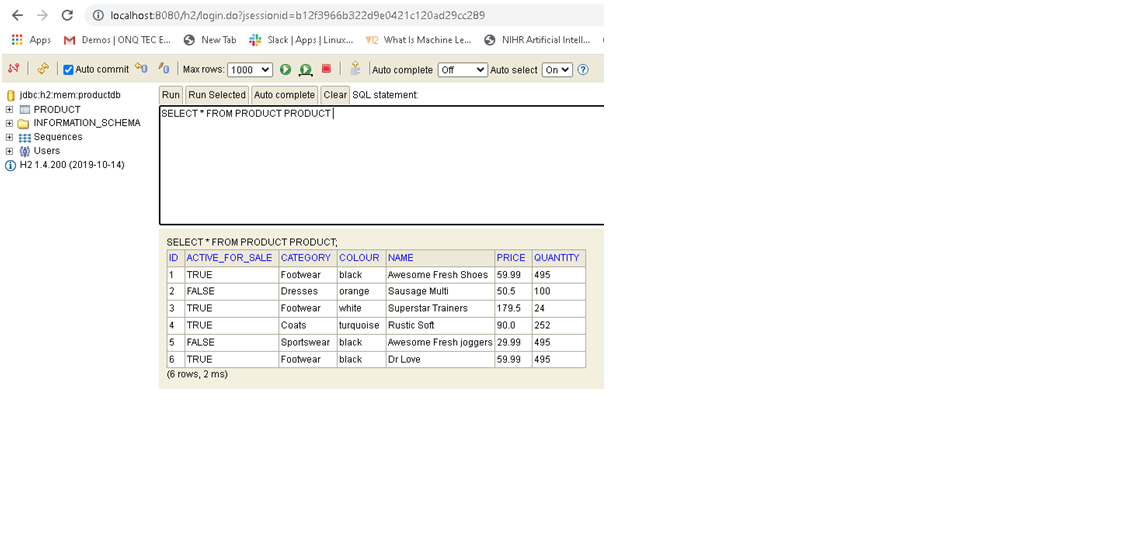 localhost:8080/h2/login.do?jsessionid=b12f3966b322d9e0421c120ad29cc289
Apps Demos | ONQ TEC E... New Tab Slack | Apps | Linux... V12 What Is Machine Le... NIHR Artificial Intell...
Auto commit Max rows: 1000 Auto complete Off Auto select On ?
jdbc:h2:mem:productdb
PRODUCT
INFORMATION_SCHEMA
Sequences
Users
H2 1.4.200 (2019-10-14)
Run Run Selected Auto complete Clear SQL statement:
SELECT * FROM PRODUCT PRODUCT
SELECT * FROM PRODUCT PRODUCT;
ID ACTIVE_FOR_SALE CATEGORY COLOUR NAME PRICE QUANTITY
1 TRUE Footwear black Awesome Fresh Shoes 59.99 495
2 FALSE Dresses orange Sausage Multi 50.5 100
3 TRUE Footwear white Superstar Trainers 179.5 24
4 TRUE Coats turquoise Rustic Soft 90.0 252
5 FALSE Sportswear black Awesome Fresh joggers 29.99 495
6 TRUE Footwear black Dr Love 59.99 495
(6 rows, 2 ms)